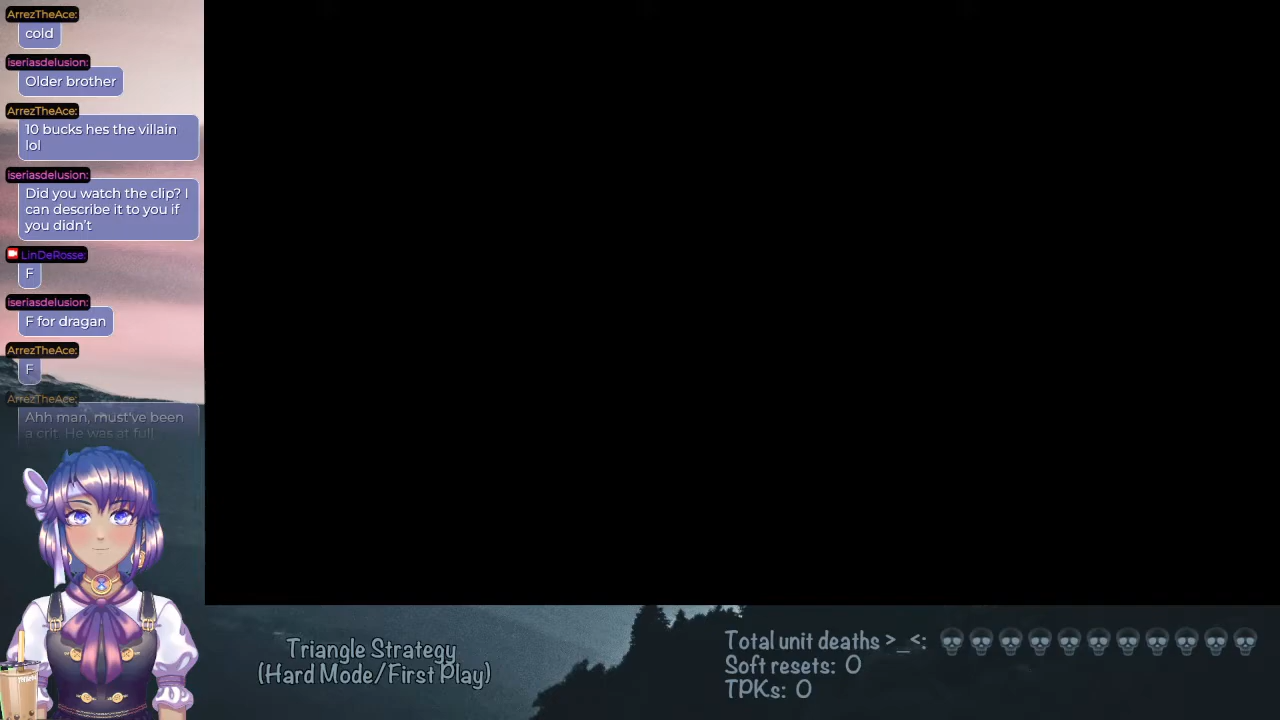 ArrezTheAce:
cold
iseriasdelusion:
Older brother
ArrezTheAce:
10 bucks hes the villain
lol
iseriasdelusion:
Did you watch the clip? I
can describe it to you if
you didn't
LinDeRosse:
F
iseriasdelusion:
F for dragan
ArrezTheAce:
F
ArrezTheAce:
Ahh man, must've been
a crit. He was at full
Triangle Strategy
(Hard Mode/First Play)
Total unit deaths >_<:
Soft resets: 0
TPKs: 0